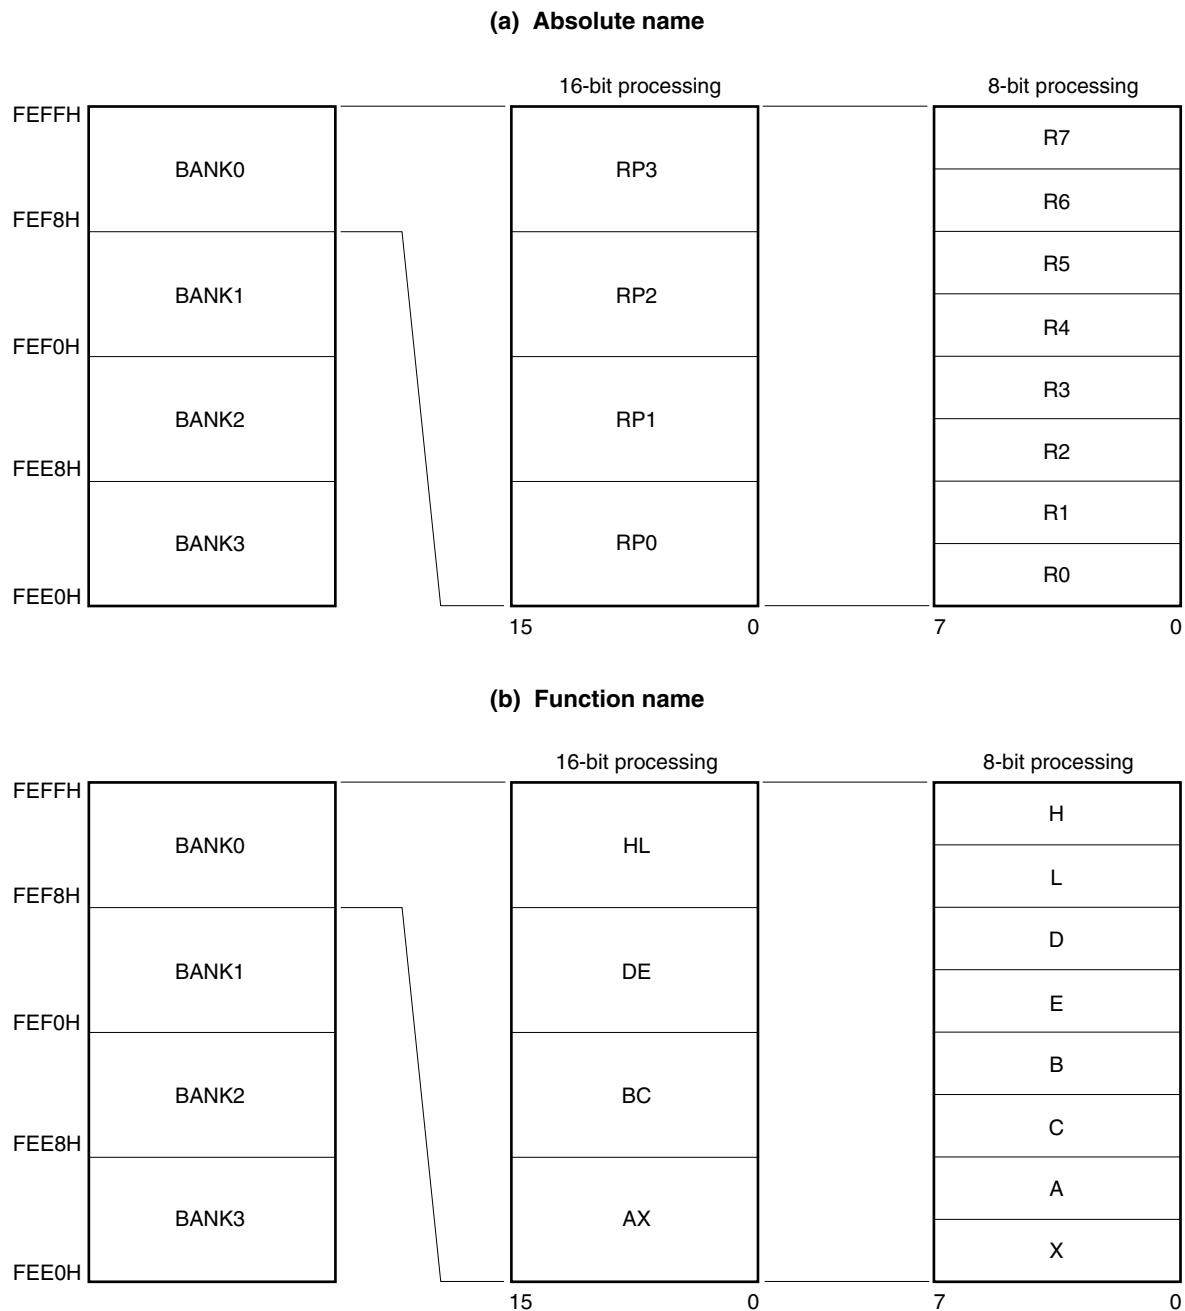 (a) Absolute name
16-bit processing 8-bit processing
FEFFH
BANK0 RP3 R7
R6
FEF8H
BANK1 RP2 R5
R4
FEF0H
BANK2 RP1 R3
R2
FEE8H
BANK3 RP0 R1
R0
FEE0H
15 0 7 0
(b) Function name
16-bit processing 8-bit processing
FEFFH
BANK0 HL H
L
FEF8H
BANK1 DE D
E
FEF0H
BANK2 BC B
C
FEE8H
BANK3 AX A
X
FEE0H
15 0 7 0